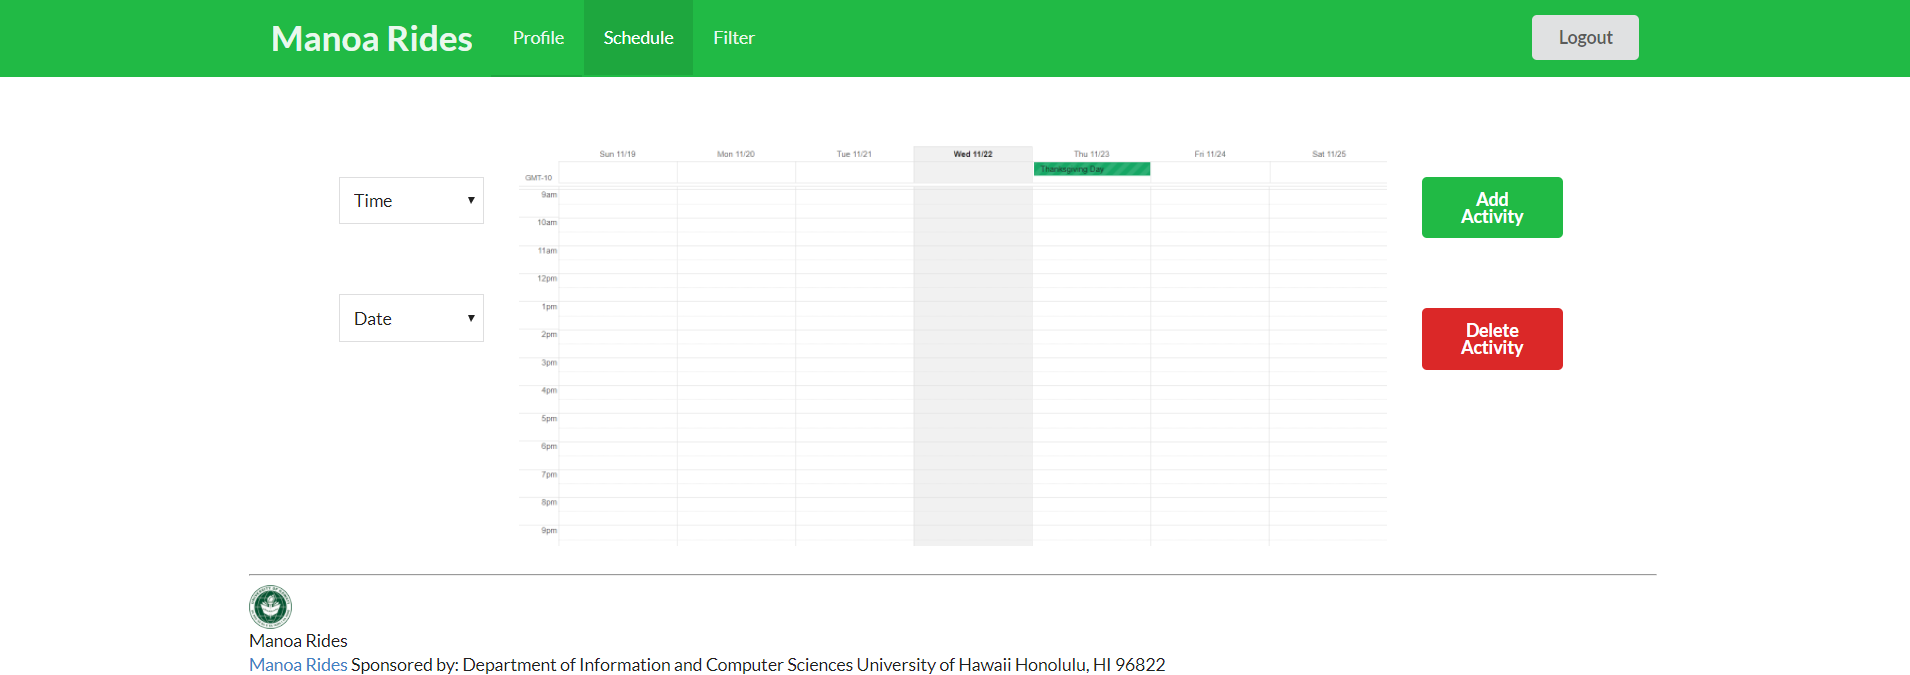 Manoa Rides Profile Schedule Filter Logout
Sun 11/19 Mon 11/20 Tue 11/21 Wed 11/22 Thu 11/23 Fri 11/24 Sat 11/25
Thanksgiving Day
GMT-10
Time
Date
9am
10am
11am
12pm
1pm
2pm
3pm
4pm
5pm
6pm
7pm
8pm
9pm
Add
Activity
Delete
Activity
Manoa Rides
Manoa Rides Sponsored by: Department of Information and Computer Sciences University of Hawaii Honolulu, HI 96822